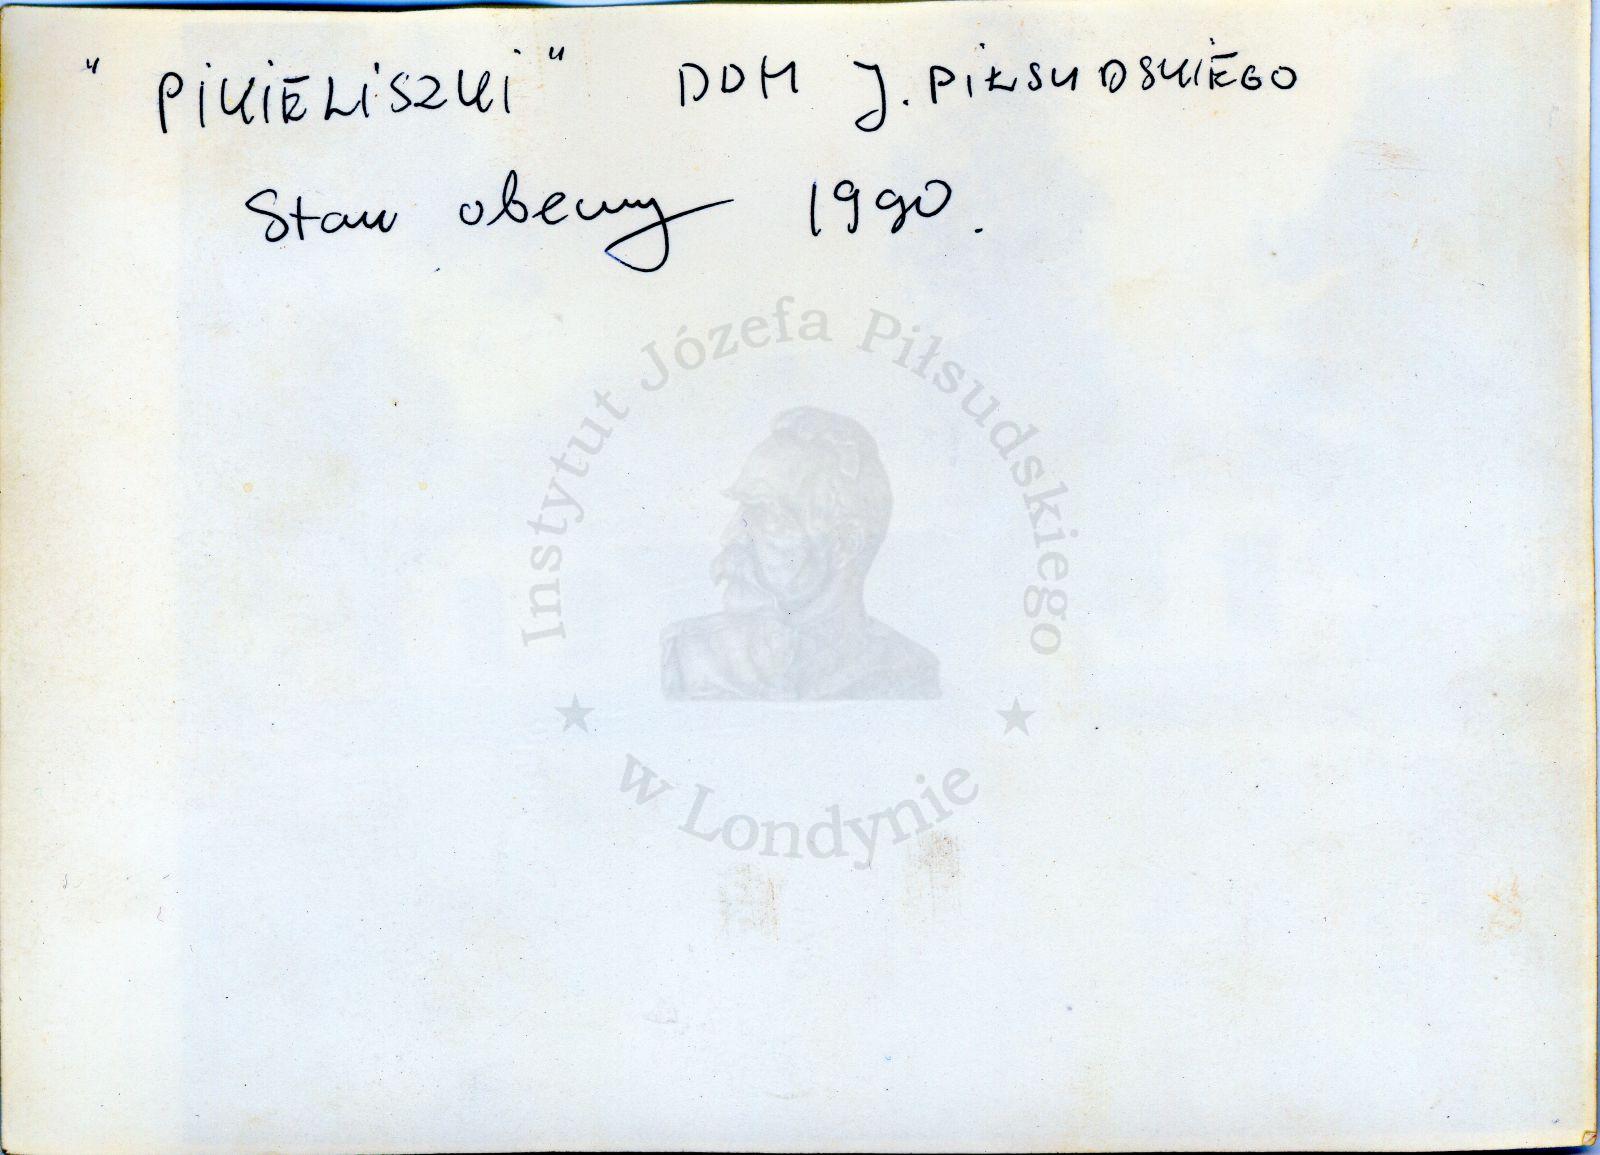 "PIKIELISZKI" DOM J. PIŁSUDSKIEGO
Stan obecny 1990.
Instytut Józefa Piłsudskiego
w Londynie